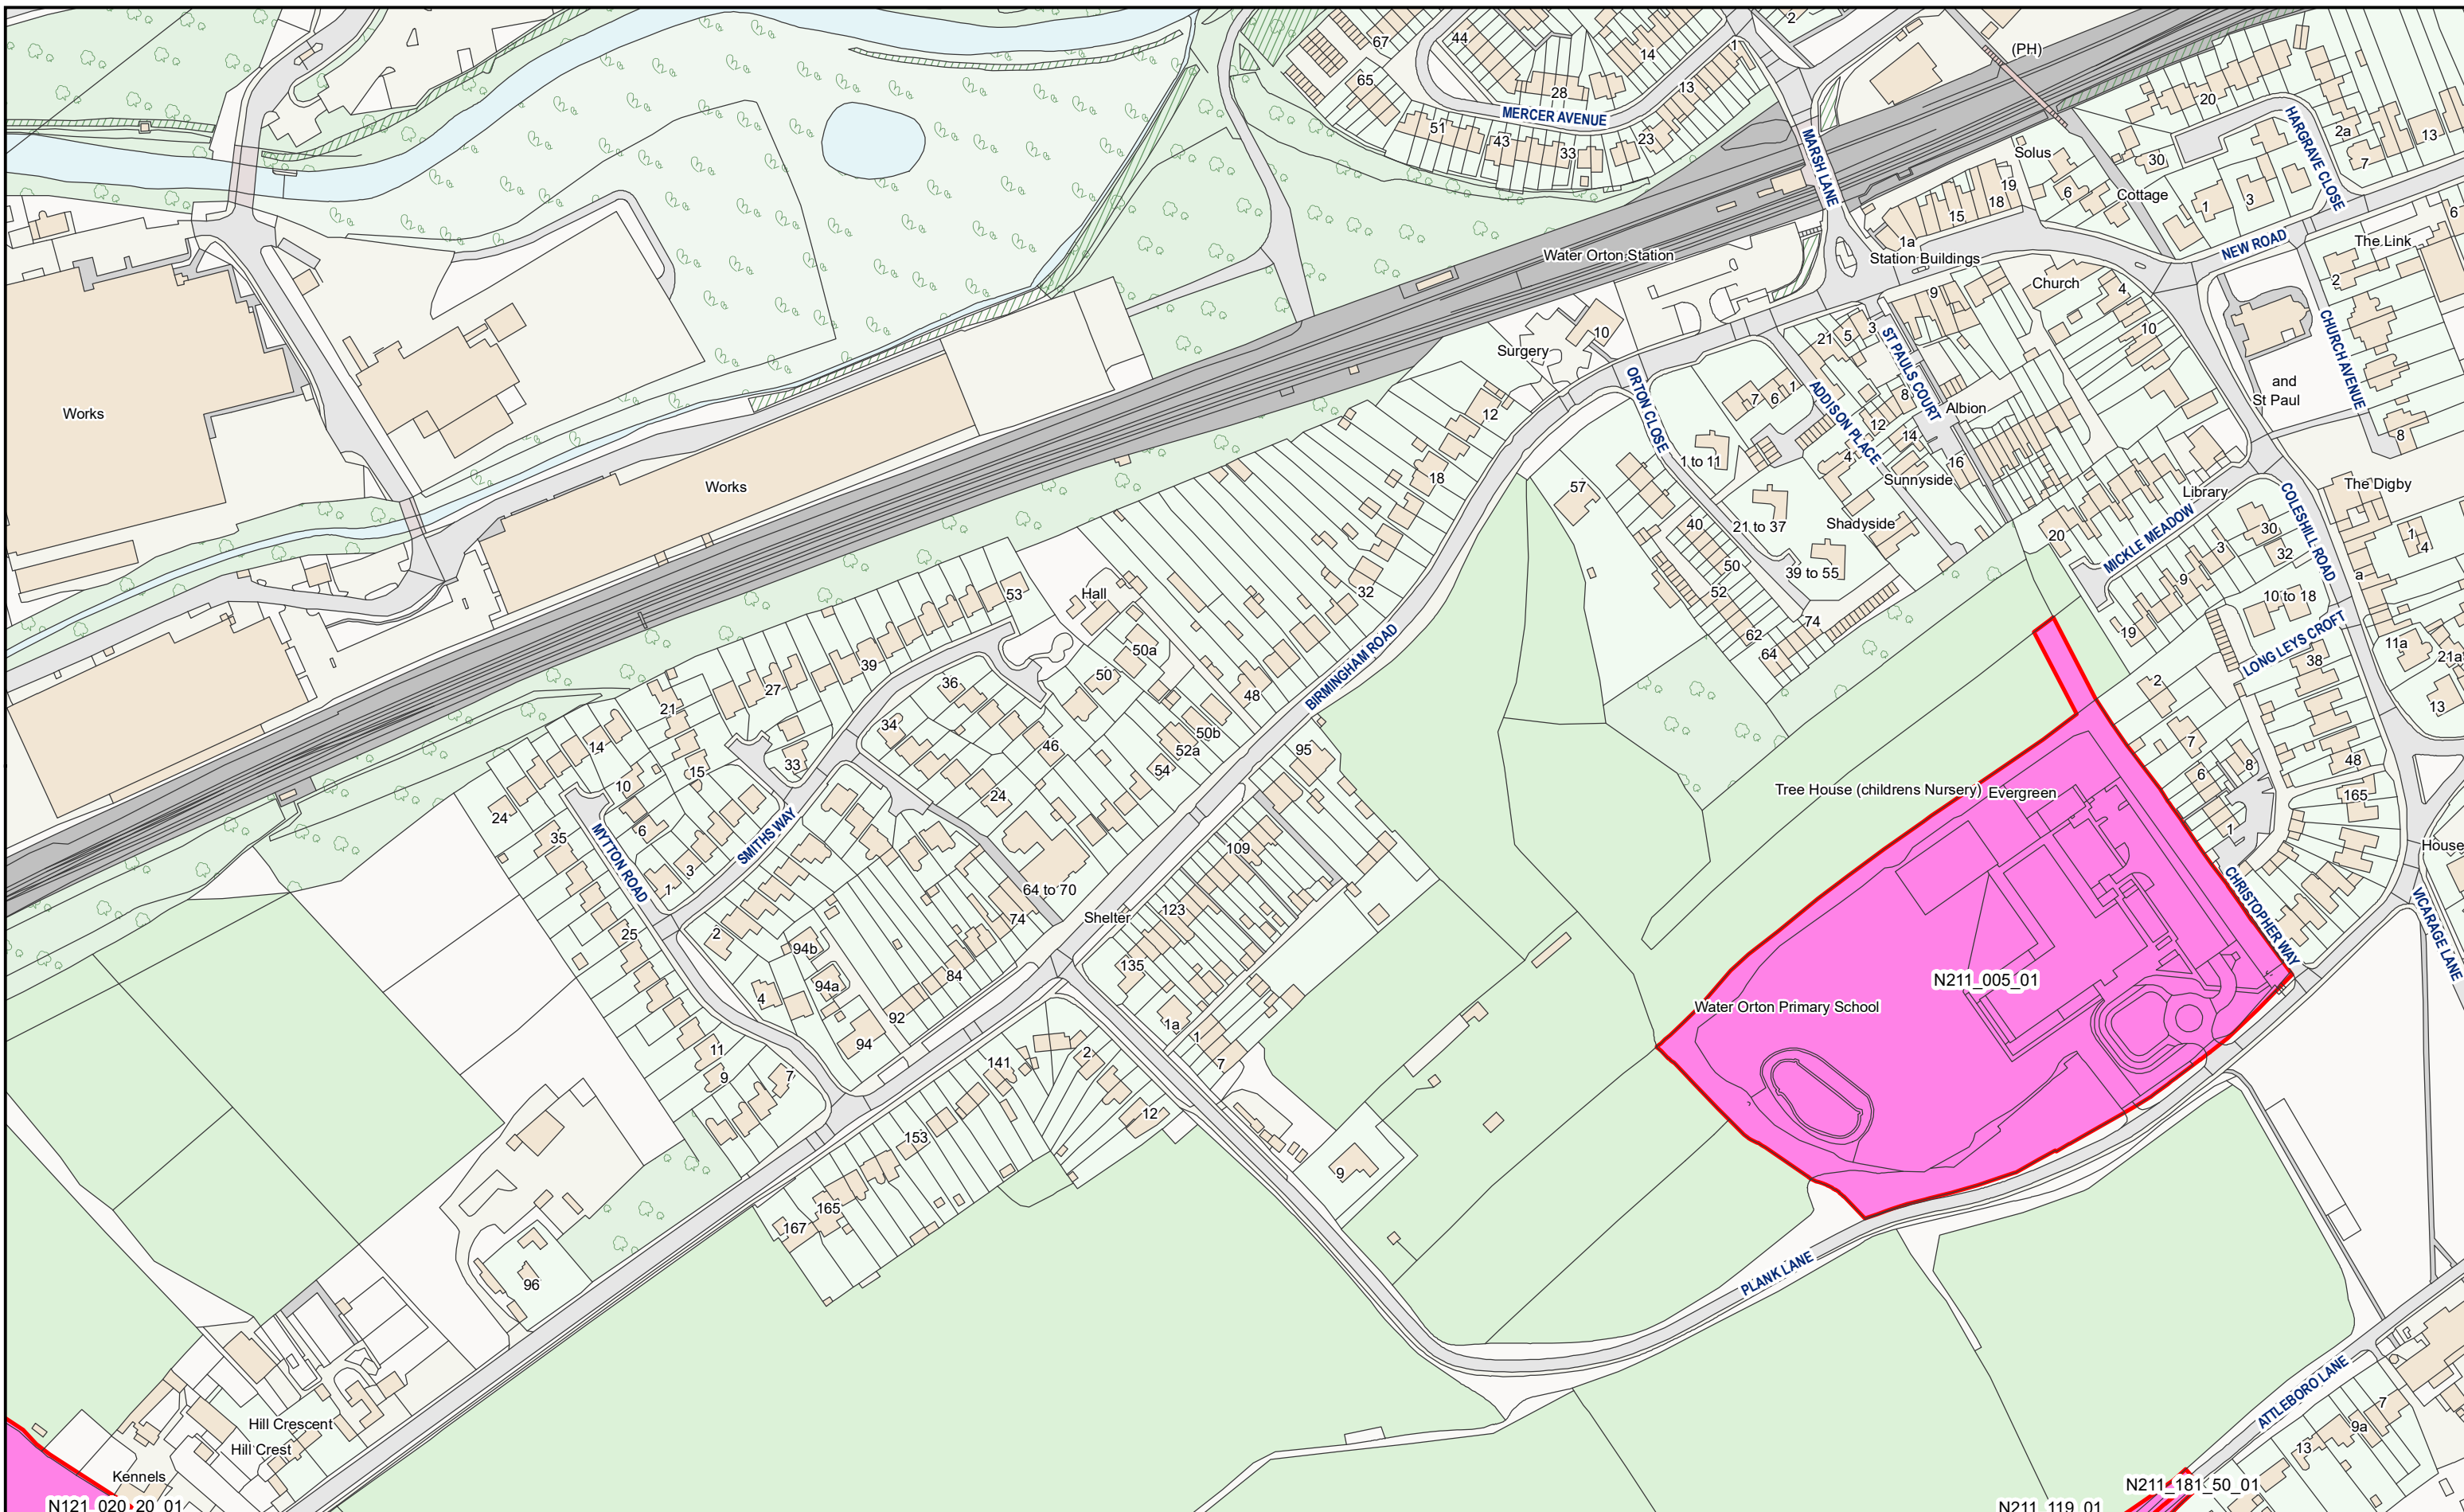 2
67
44
14
1
(PH)
65
28
13
20
MERCER AVENUE
51
43
33
23
MARSH LANE
HARGRAVE CLOSE
2a
13
7
Solus
30
19
18
15
6
Cottage
1
3
6
1a
Station Buildings
NEW ROAD
The Link
Water Orton Station
2
Church
4
9
10
10
Surgery
21
5
3
ST PAULS COURT
CHURCH AVENUE
and
St Paul
Works
12
ORTON CLOSE
7
6
1
8
ADDISON PLACE
Albion
12
14
8
1 to 11
4
16
Works
18
57
Sunnyside
Library
The Digby
COLESHILL ROAD
40
21 to 37
Shadyside
20
MICKLE MEADOW
30
3
32
1
4
50
39 to 55
9
a
53
Hall
32
52
10 to 18
62
74
19
LONG LEYS CROFT
11a
64
50a
BIRMINGHAM ROAD
39
38
21a
27
36
50
48
2
13
21
34
46
50b
52a
95
7
14
33
54
48
15
10
24
Tree House (childrens Nursery)
Evergreen
6
8
165
24
35
6
MYTTON ROAD
SMITHS WAY
1
3
109
1
House
64 to 70
74
Shelter
123
CHRISTOPHER WAY
VICARAGE LANE
25
2
94b
135
84
94a
4
N211_005_01
Water Orton Primary School
92
94
1a
1
7
11
9
7
141
2
12
153
9
165
167
96
PLANK LANE
ATTLEBORO LANE
7
9a
13
Hill Crescent
Hill Crest
Kennels
N121_020_20_01
N211_181_50_01
N211_119_01